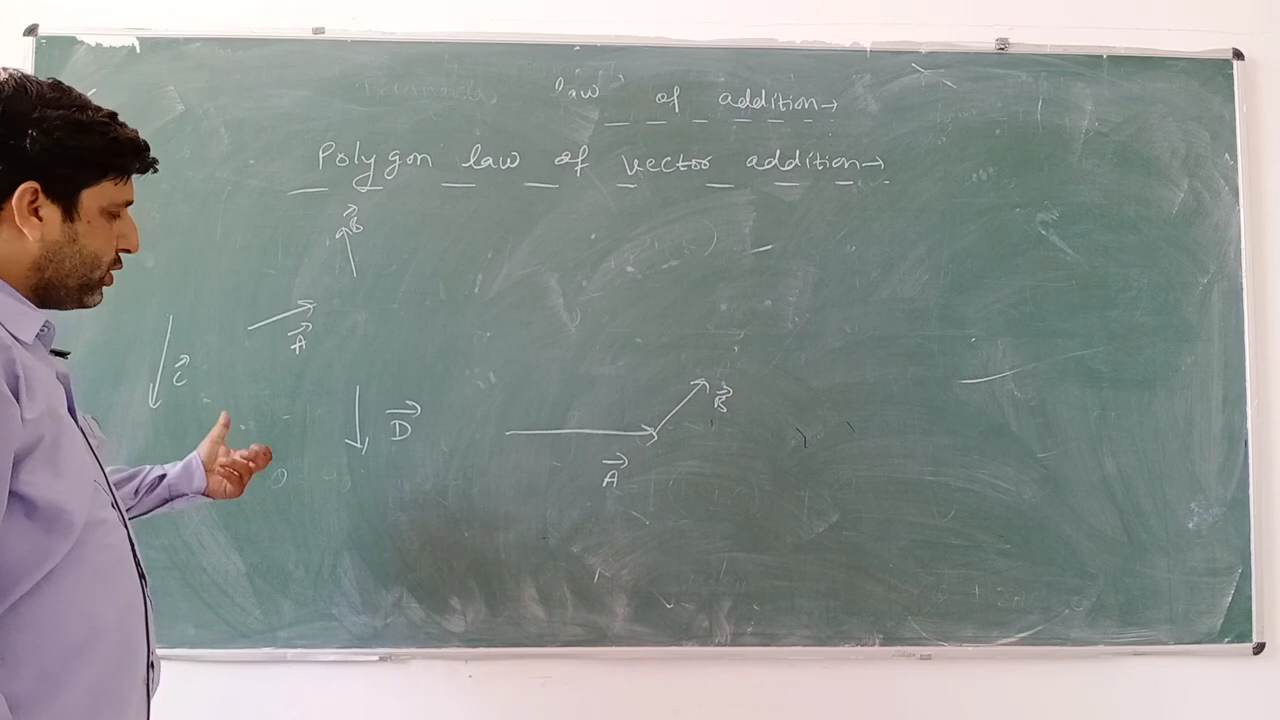 law of addition→
Polygon law of vector addition→
B⃗
A⃗
C⃗
D⃗
B⃗
A⃗